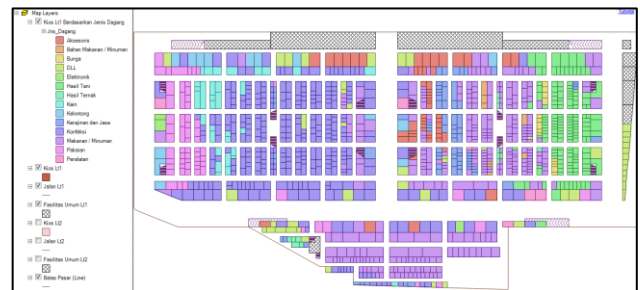 Map Layers
Kios Lt1 Berdasarkan Jenis Dagang
Jns_Dagang
Aksesoris
Bahan Makanan / Minuman
Bunga
DLL
Elektronik
Hasil Tani
Hasil Ternak
Kain
Kelontong
Kerajinan dan Jasa
Konfeksi
Makanan / Minuman
Pakaian
Peralatan
Kios Lt1
Jalan Lt1
Fasilitas Umum Lt1
Kios Lt2
Jalan Lt2
Fasilitas Umum Lt2
Batas Pasar (Line)